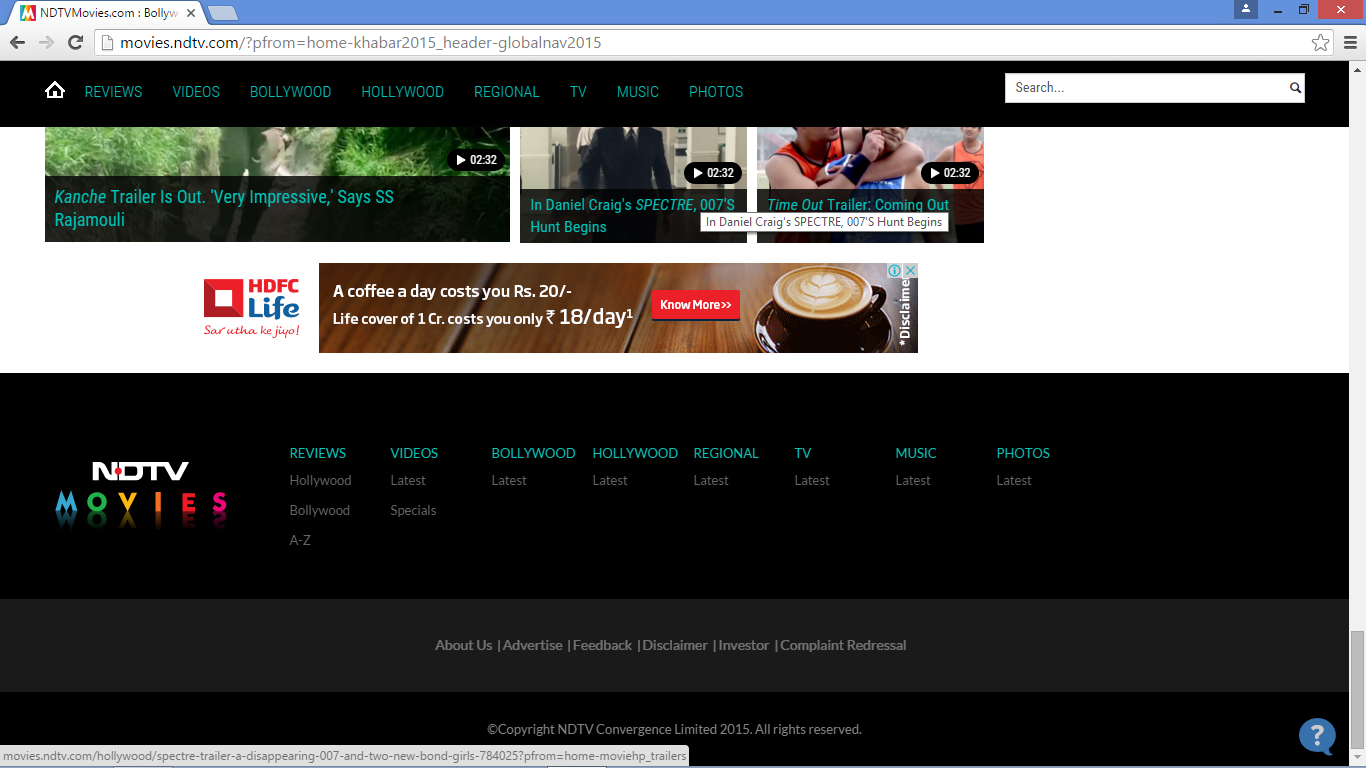 NDTVMovies.com : Bollyw
movies.ndtv.com/?pfrom=home-khabar2015_header-globalnav2015
REVIEWS VIDEOS BOLLYWOOD HOLLYWOOD REGIONAL TV MUSIC PHOTOS
Search...
02:32
Kanche Trailer Is Out. 'Very Impressive,' Says SS
Rajamouli
02:32
In Daniel Craig's SPECTRE, 007'S
Hunt Begins
02:32
Time Out Trailer: Coming Out
In Daniel Craig's SPECTRE, 007'S Hunt Begins
HDFC
Life
Sar utha ke jiyo!
A coffee a day costs you Rs. 20/-
Life cover of 1 Cr. costs you only ₹ 18/day¹
Know More>>
*Disclaimer
NDTV
MOVIES
REVIEWS
Hollywood
Bollywood
A-Z
VIDEOS
Latest
Specials
BOLLYWOOD
Latest
HOLLYWOOD
Latest
REGIONAL
Latest
TV
Latest
MUSIC
Latest
PHOTOS
Latest
About Us | Advertise | Feedback | Disclaimer | Investor | Complaint Redressal
©Copyright NDTV Convergence Limited 2015. All rights reserved.
?
movies.ndtv.com/hollywood/spectre-trailer-a-disappearing-007-and-two-new-bond-girls-784025?pfrom=home-moviehp_trailers